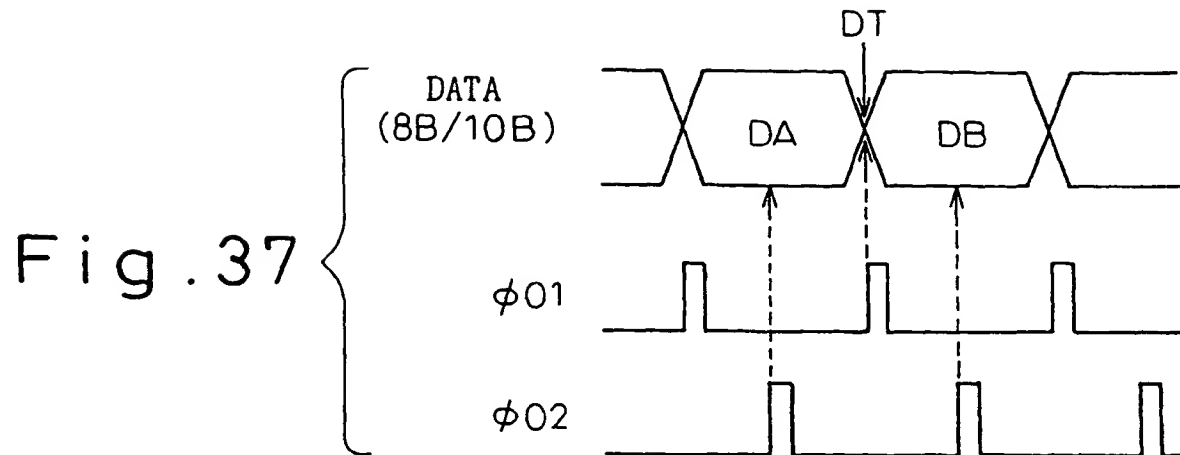 DT
DATA
(8B/10B)
DA
DB
Fig.37
φ01
φ02